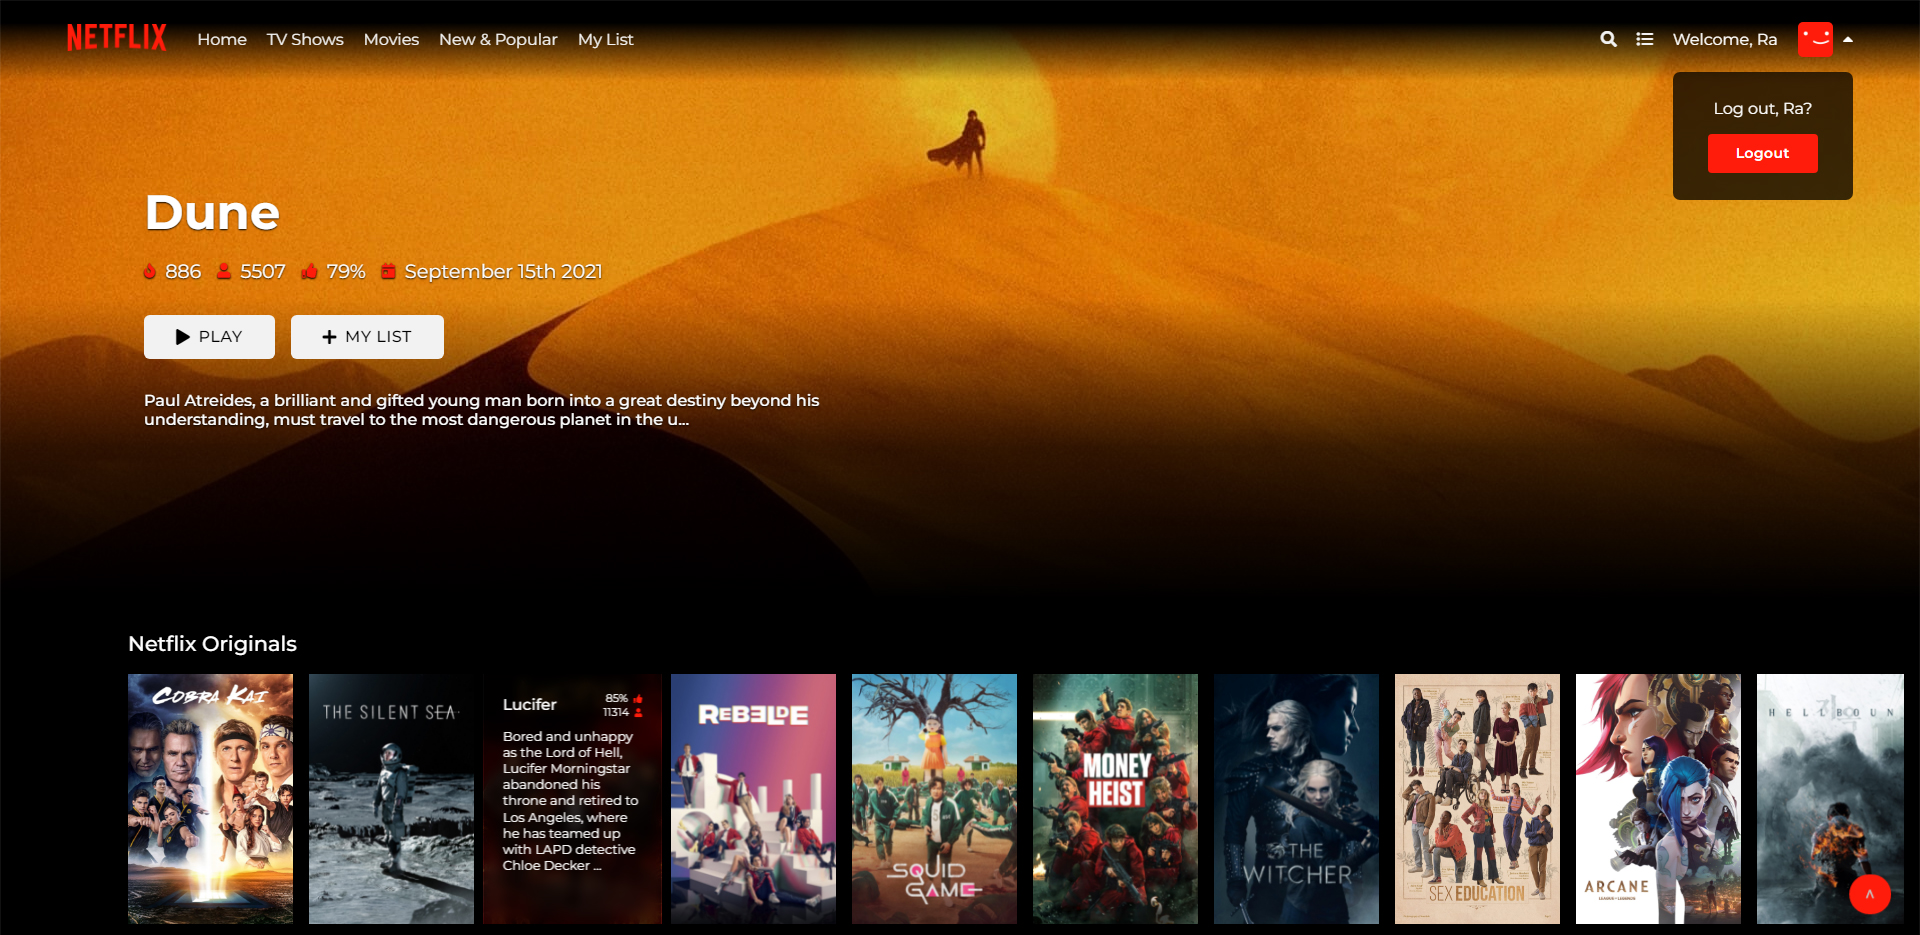 NETFLIX
Home
TV Shows
Movies
New & Popular
My List
Welcome, Ra
Log out, Ra?
Logout
Dune
886
5507
79%
September 15th 2021
PLAY
MY LIST
Paul Atreides, a brilliant and gifted young man born into a great destiny beyond his
understanding, must travel to the most dangerous planet in the u...
Netflix Originals
COBRA KAI
THE SILENT SEA
Lucifer
85%
11314
Bored and unhappy
as the Lord of Hell,
Lucifer Morningstar
abandoned his
throne and retired to
Los Angeles, where
he has teamed up
with LAPD detective
Chloe Decker ...
REBELDE
SQUID
GAME
MONEY
HEIST
THE
WITCHER
SEX EDUCATION
ARCANE
LEAGUE OF LEGENDS
HELLBOUN